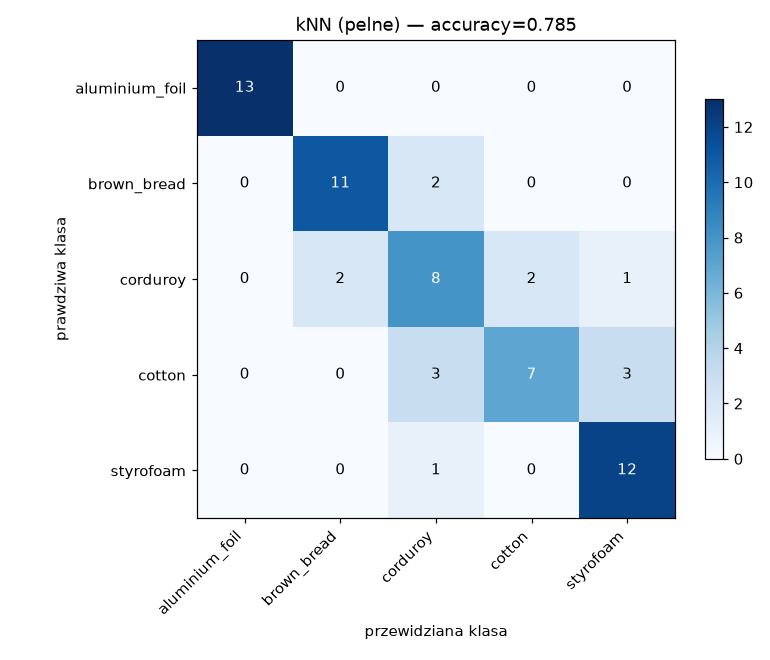 kNN (pelne) — accuracy=0.785
prawdziwa klasa
aluminium_foil 13 0 0 0 0
brown_bread 0 11 2 0 0
corduroy 0 2 8 2 1
cotton 0 0 3 7 3
styrofoam 0 0 1 0 12
aluminium_foil brown_bread corduroy cotton styrofoam
przewidziana klasa
12
10
8
6
4
2
0